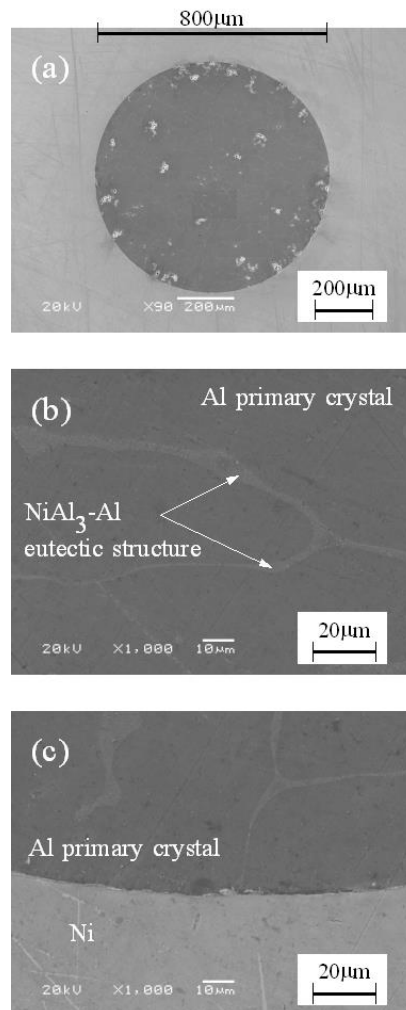 800μm
(a)
20kV X90 200μm
200μm
(b)
Al primary crystal
NiAl₃-Al
eutectic structure
20kV X1,000 10μm
20μm
(c)
Al primary crystal
Ni
20kV X1,000 10μm
20μm